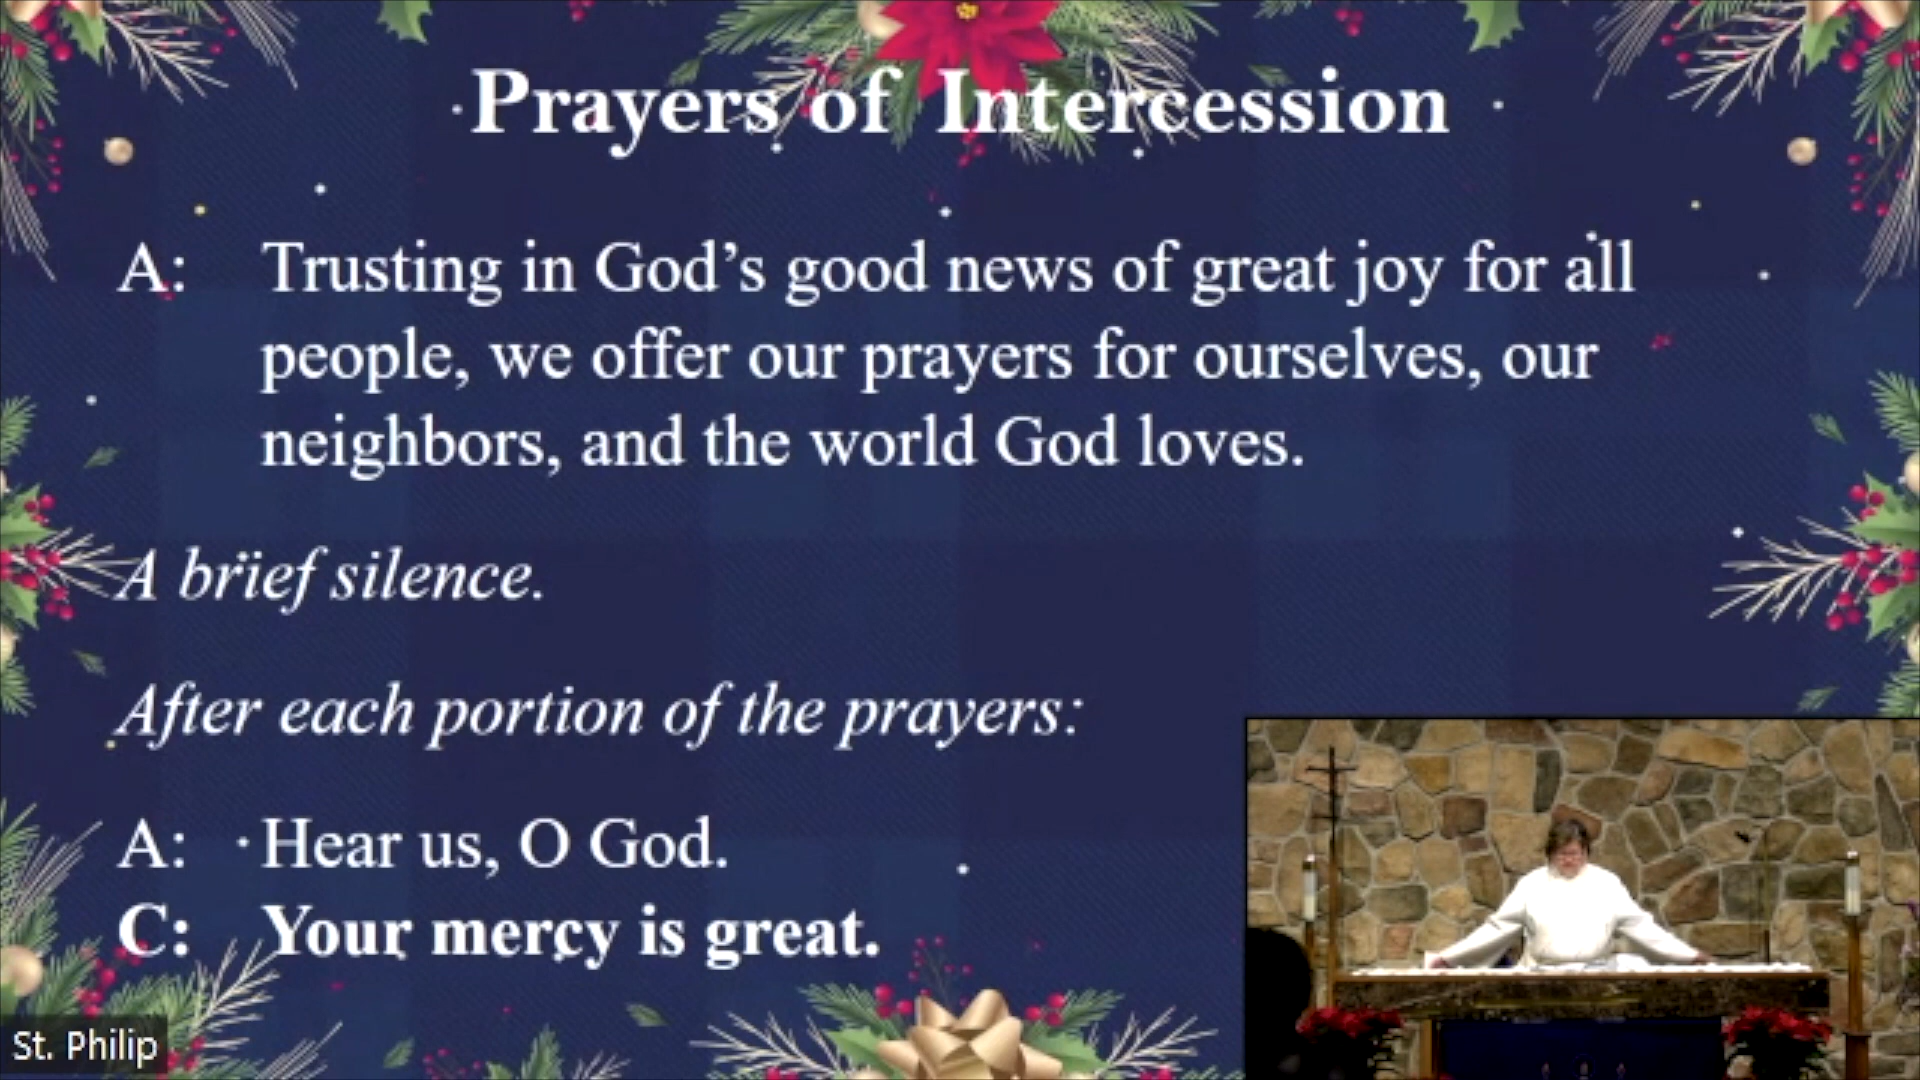 Prayers of Intercession
A: Trusting in God’s good news of great joy for all
people, we offer our prayers for ourselves, our
neighbors, and the world God loves.
A brief silence.
After each portion of the prayers:
A: Hear us, O God.
C: Your mercy is great.
St. Philip